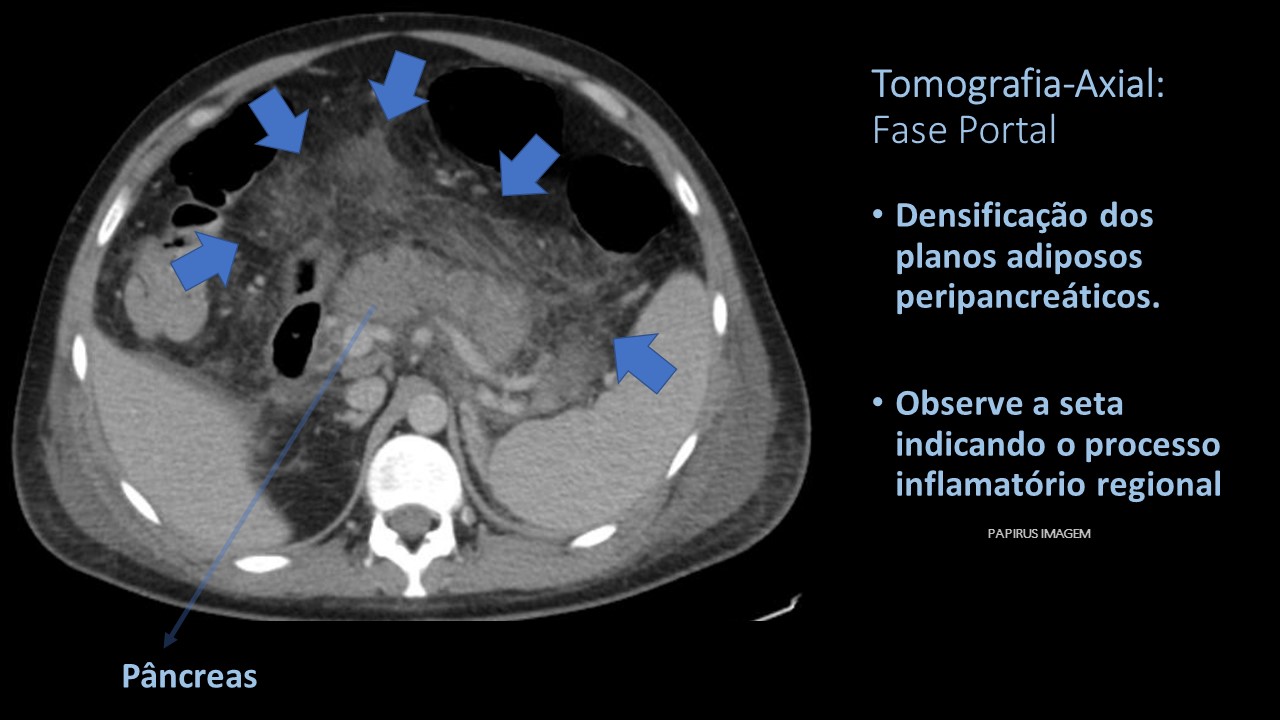 Tomografia-Axial:
Fase Portal
• Densificação dos
planos adiposos
peripancreáticos.
• Observe a seta
indicando o processo
inflamatório regional
PAPIRUS IMAGEM
Pâncreas